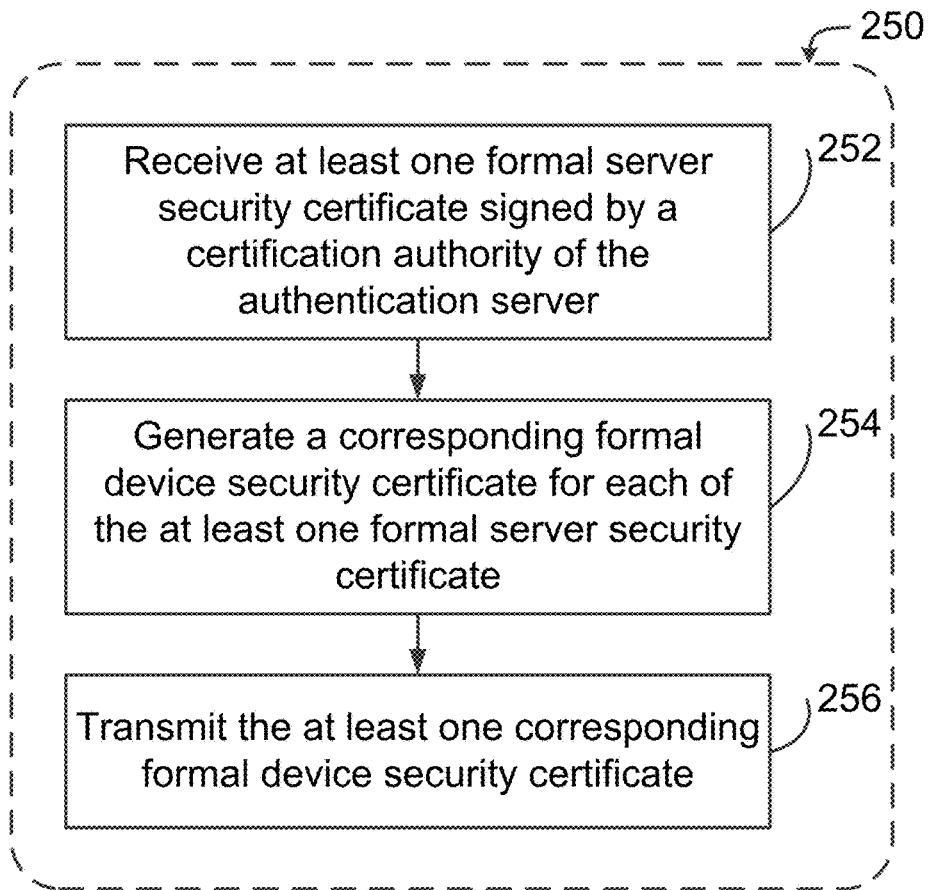 250
Receive at least one formal server
security certificate signed by a
certification authority of the
authentication server
252
Generate a corresponding formal
device security certificate for each of
the at least one formal server security
certificate
254
Transmit the at least one corresponding
formal device security certificate
256